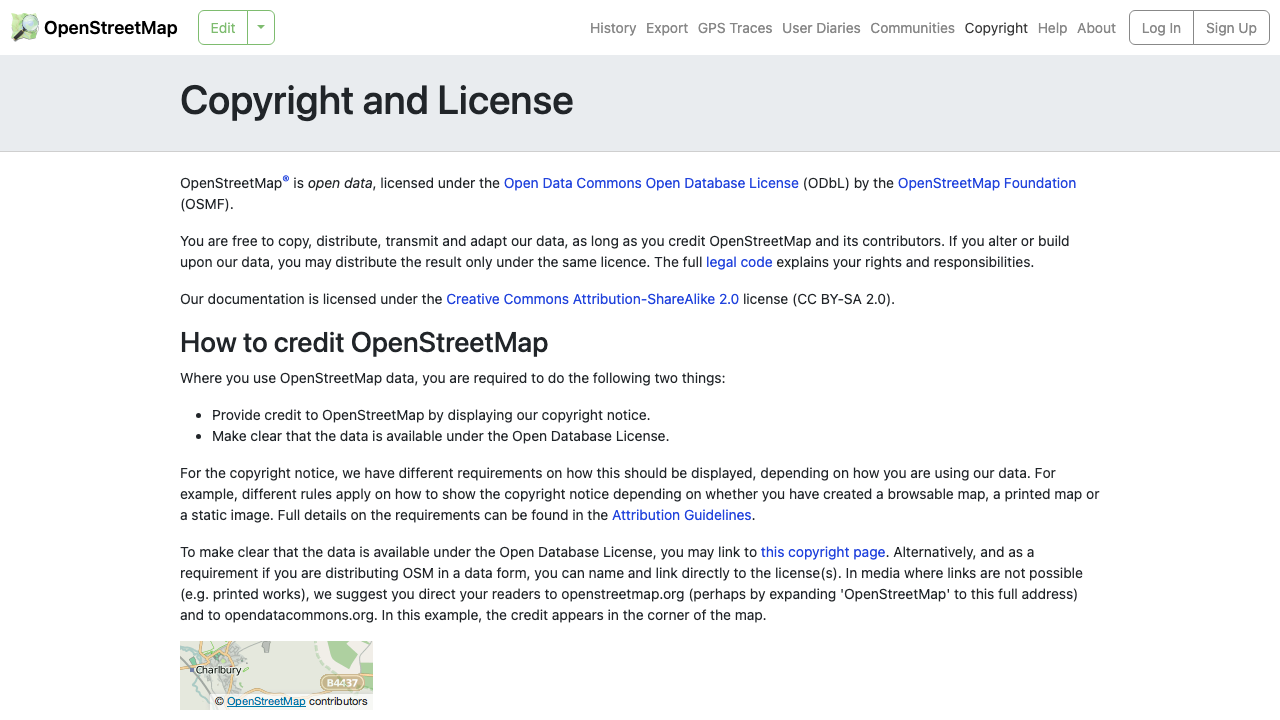 OpenStreetMap Edit History Export GPS Traces User Diaries Communities Copyright Help About Log In Sign Up
Copyright and License
OpenStreetMap® is open data, licensed under the Open Data Commons Open Database License (ODbL) by the OpenStreetMap Foundation
(OSMF).
You are free to copy, distribute, transmit and adapt our data, as long as you credit OpenStreetMap and its contributors. If you alter or build
upon our data, you may distribute the result only under the same licence. The full legal code explains your rights and responsibilities.
Our documentation is licensed under the Creative Commons Attribution-ShareAlike 2.0 license (CC BY-SA 2.0).
How to credit OpenStreetMap
Where you use OpenStreetMap data, you are required to do the following two things:
• Provide credit to OpenStreetMap by displaying our copyright notice.
• Make clear that the data is available under the Open Database License.
For the copyright notice, we have different requirements on how this should be displayed, depending on how you are using our data. For
example, different rules apply on how to show the copyright notice depending on whether you have created a browsable map, a printed map or
a static image. Full details on the requirements can be found in the Attribution Guidelines.
To make clear that the data is available under the Open Database License, you may link to this copyright page. Alternatively, and as a
requirement if you are distributing OSM in a data form, you can name and link directly to the license(s). In media where links are not possible
(e.g. printed works), we suggest you direct your readers to openstreetmap.org (perhaps by expanding 'OpenStreetMap' to this full address)
and to opendatacommons.org. In this example, the credit appears in the corner of the map.
Charlbury
B4437
© OpenStreetMap contributors